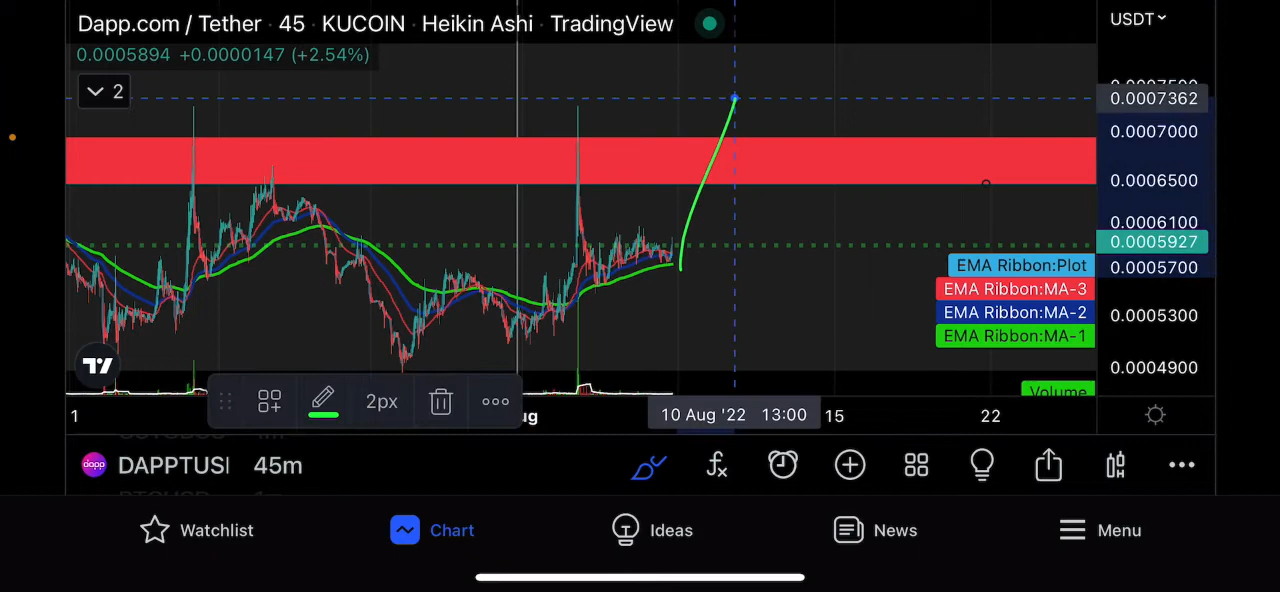 Dapp.com / Tether · 45 · KUCOIN · Heikin Ashi · TradingView
USDT
0.0005894 +0.0000147 (+2.54%)
2
0.0007500
0.0007362
0.0007000
0.0006500
0.0006100
0.0005927
0.0005700
0.0005300
0.0004900
EMA Ribbon:Plot
EMA Ribbon:MA-3
EMA Ribbon:MA-2
EMA Ribbon:MA-1
Volume
2px
1
ug
10 Aug '22 13:00
15
22
dapp
DAPPTUSI 45m
Watchlist
Chart
Ideas
News
Menu